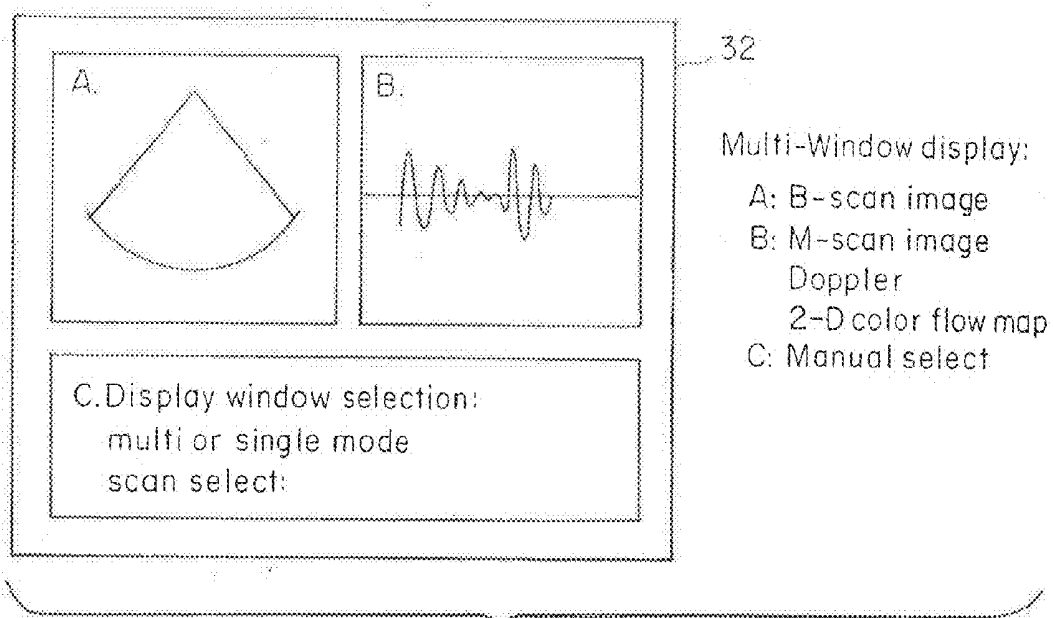 A.
B.
32
C. Display window selection:
multi or single mode
scan select:
Multi-Window display:
A: B-scan image
B: M-scan image
Doppler
2-D color flow map
C: Manual select